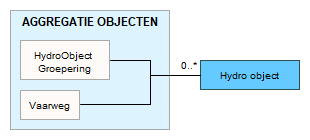 AGGREGATIE OBJECTEN
HydroObject
Groepering
Vaarweg
0..*
Hydro object